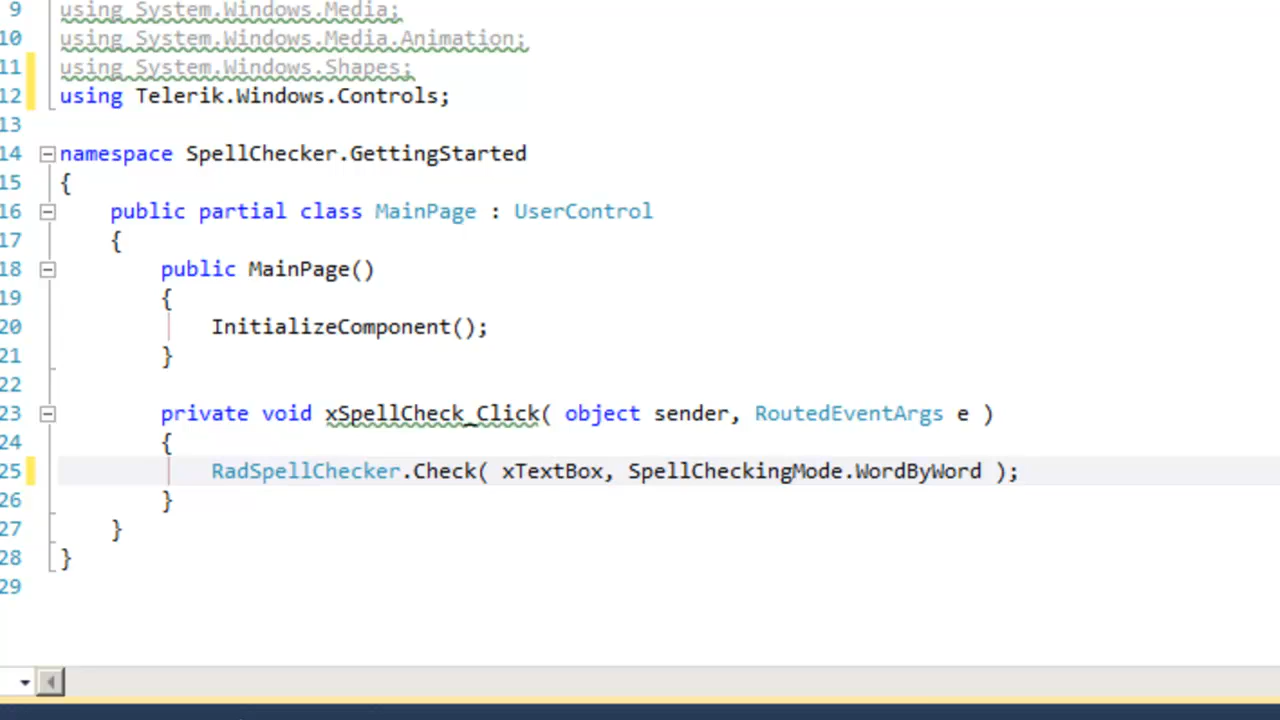 9 using System.Windows.Media;
10 using System.Windows.Media.Animation;
11 using System.Windows.Shapes;
12 using Telerik.Windows.Controls;
13
14 namespace SpellChecker.GettingStarted
15 {
16 public partial class MainPage : UserControl
17 {
18 public MainPage()
19 {
20 InitializeComponent();
21 }
22
23 private void xSpellCheck_Click( object sender, RoutedEventArgs e )
24 {
25 RadSpellChecker.Check( xTextBox, SpellCheckingMode.WordByWord );
26 }
27 }
28 }
29